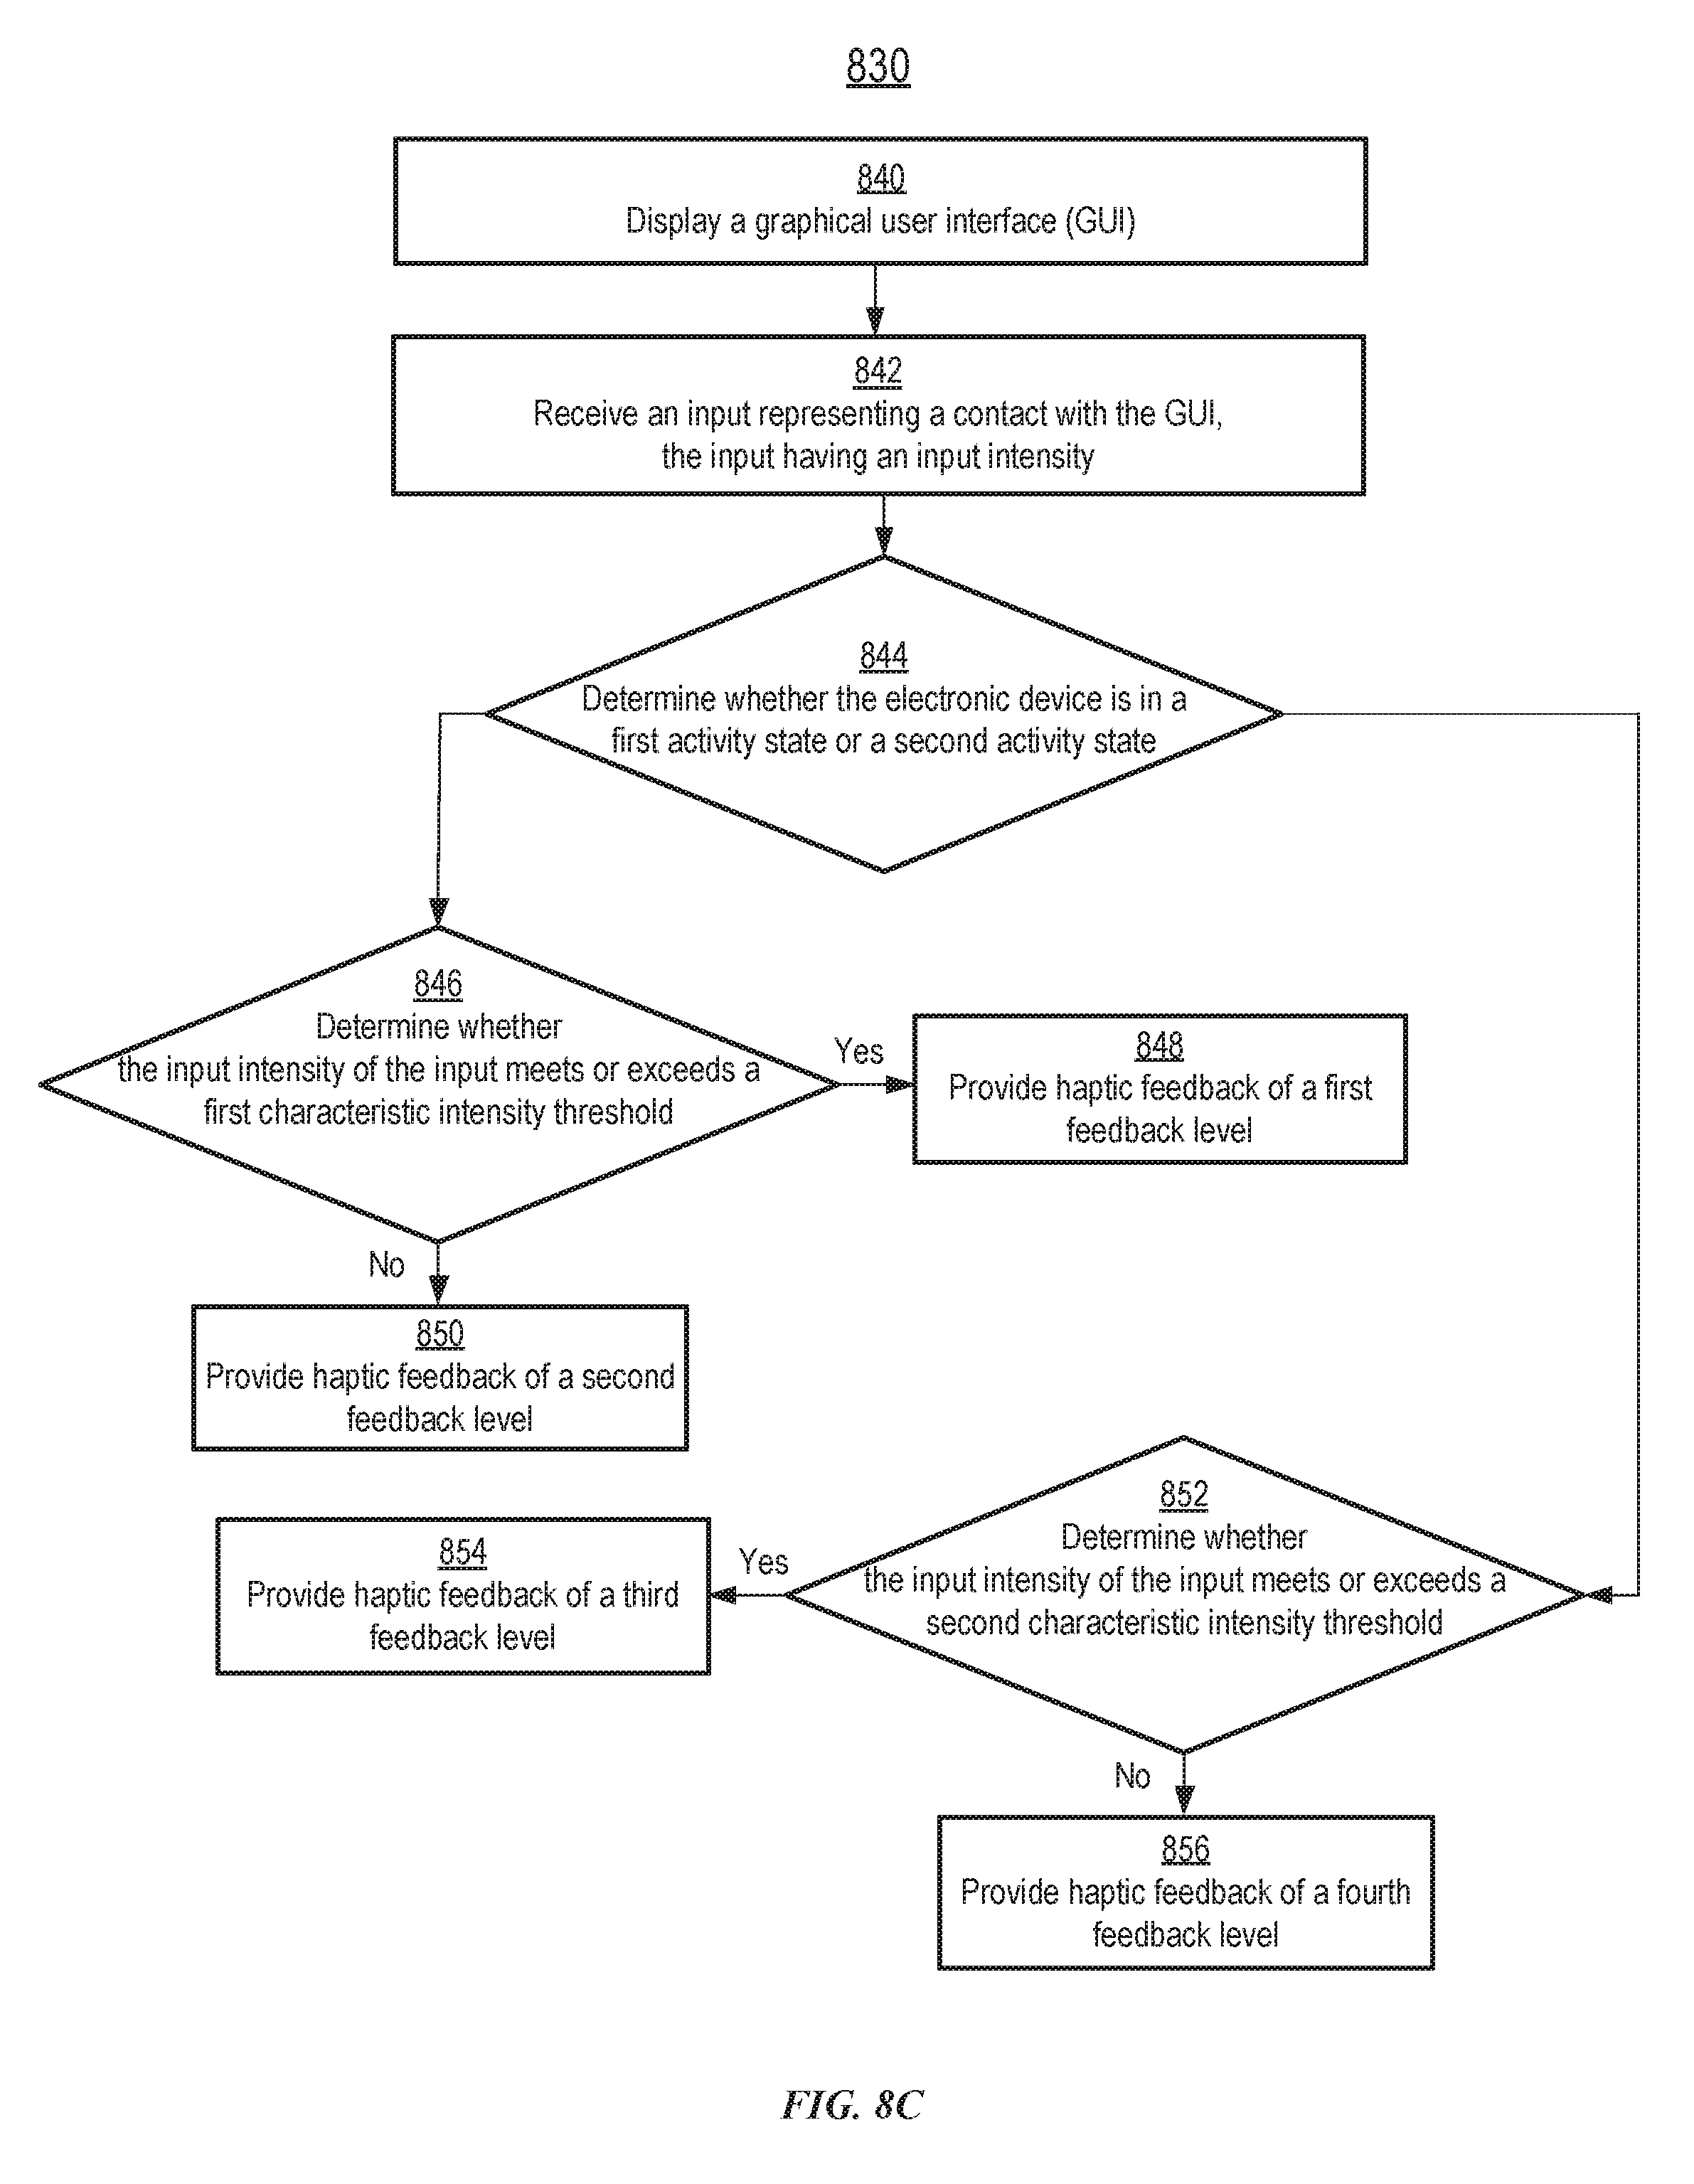 830
840
Display a graphical user interface (GUI)
842
Receive an input representing a contact with the GUI,
the input having an input intensity
844
Determine whether the electronic device is in a
first activity state or a second activity state
846
Determine whether
the input intensity of the input meets or exceeds a
first characteristic intensity threshold
Yes
848
Provide haptic feedback of a first
feedback level
No
850
Provide haptic feedback of a second
feedback level
852
Determine whether
the input intensity of the input meets or exceeds a
second characteristic intensity threshold
Yes
854
Provide haptic feedback of a third
feedback level
No
856
Provide haptic feedback of a fourth
feedback level
FIG. 8C